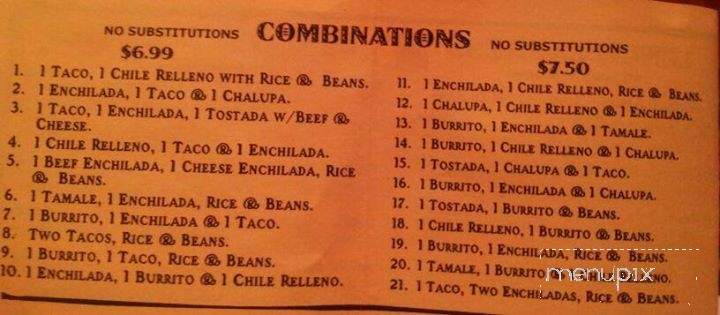 COMBINATIONS
NO SUBSTITUTIONS
$6.99
1. 1 TACO, 1 CHILE RELLENO WITH RICE & BEANS.
2. 1 ENCHILADA, 1 TACO & 1 CHALUPA.
3. 1 TACO, 1 ENCHILADA, 1 TOSTADA W/BEEF &
CHEESE.
4. 1 CHILE RELLENO, 1 TACO & 1 ENCHILADA.
5. 1 BEEF ENCHILADA, 1 CHEESE ENCHILADA, RICE
& BEANS.
6. 1 TAMALE, 1 ENCHILADA, RICE & BEANS.
7. 1 BURRITO, 1 ENCHILADA & 1 TACO.
8. TWO TACOS, RICE & BEANS.
9. 1 BURRITO, 1 TACO, RICE & BEANS.
10. 1 ENCHILADA, 1 BURRITO & 1 CHILE RELLENO.
NO SUBSTITUTIONS
$7.50
11. 1 ENCHILADA, 1 CHILE RELLENO, RICE & BEANS.
12. 1 CHALUPA, 1 CHILE RELLENO & 1 ENCHILADA.
13. 1 BURRITO, 1 ENCHILADA & 1 TAMALE.
14. 1 BURRITO, 1 CHILE RELLENO & 1 CHALUPA.
15. 1 TOSTADA, 1 CHALUPA & 1 TACO.
16. 1 BURRITO, 1 ENCHILADA & 1 CHALUPA.
17. 1 TOSTADA, 1 BURRITO & BEANS.
18. 1 CHILE RELLENO, 1 BURRITO & BEANS.
19. 1 BURRITO, 1 ENCHILADA, RICE & BEANS.
20. 1 TAMALE, 1 BURRITO RELLENO.
21. 1 TACO, TWO ENCHILADAS, RICE & BEANS.
menupix